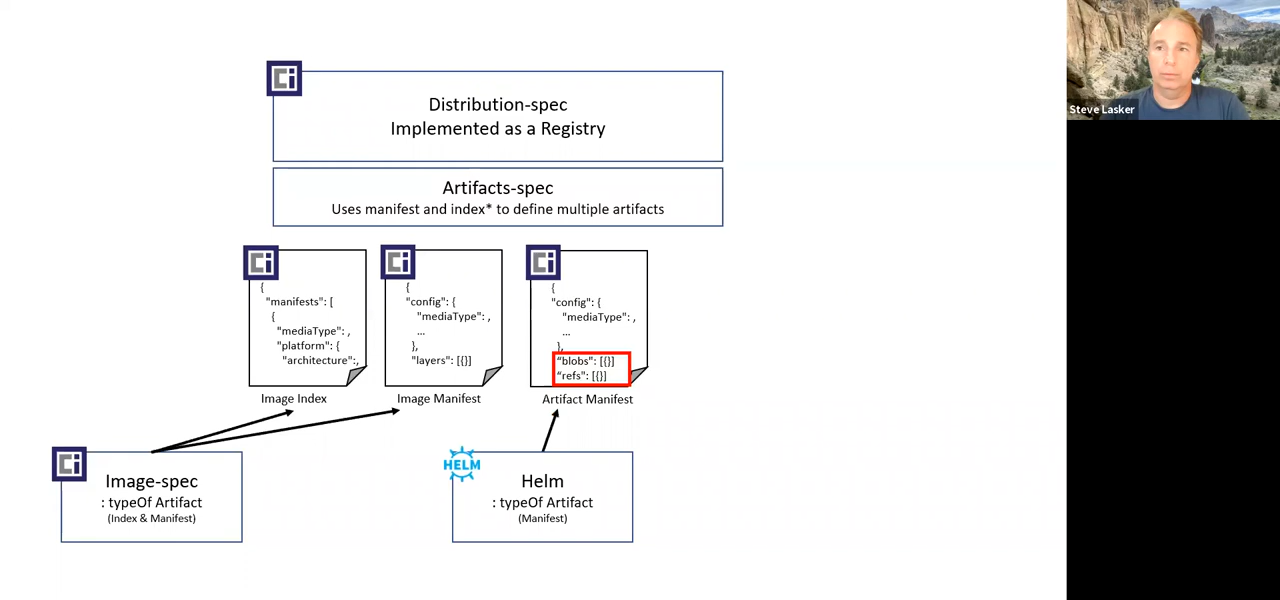 Distribution-spec
Implemented as a Registry
Artifacts-spec
Uses manifest and index* to define multiple artifacts
{
"manifests": [
{
"mediaType": ,
"platform": {
"architecture":,
Image Index
{
"config": {
"mediaType": ,
...
},
"layers": [{}]
Image Manifest
{
"config": {
"mediaType": ,
...
},
"blobs": [{}]
"refs": [{}]
Artifact Manifest
Image-spec
: typeOf Artifact
(Index & Manifest)
HELM
Helm
: typeOf Artifact
(Manifest)
Steve Lasker